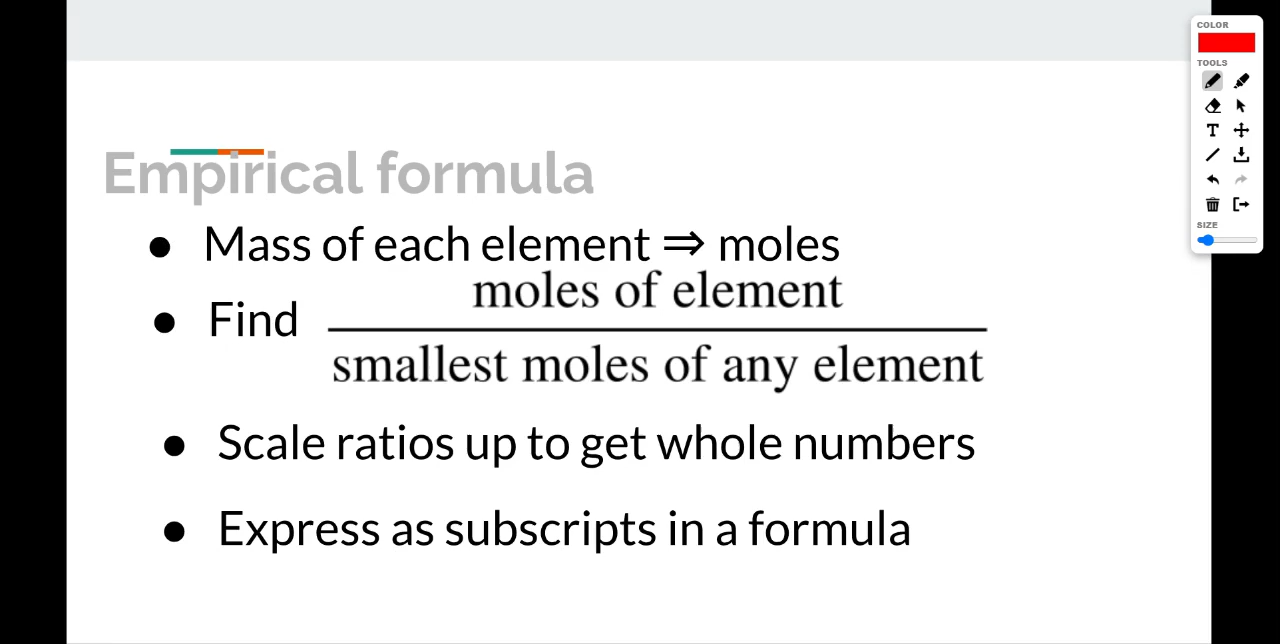 Empirical formula
● Mass of each element ⇒ moles
moles of element
● Find
smallest moles of any element
● Scale ratios up to get whole numbers
● Express as subscripts in a formula
COLOR
TOOLS
T
SIZE